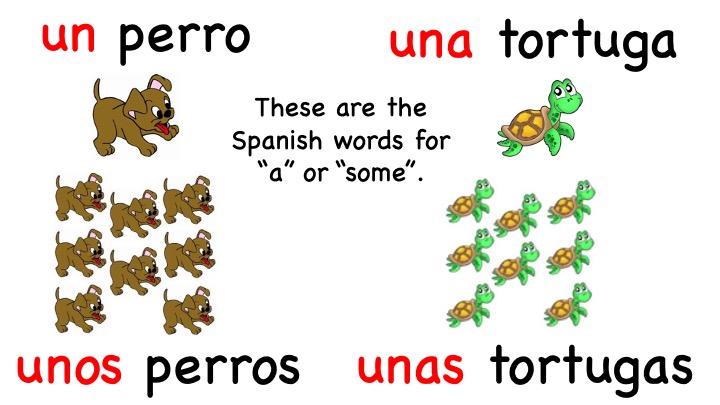 un perro
una tortuga
These are the
Spanish words for
“a” or “some”.
unos perros
unas tortugas